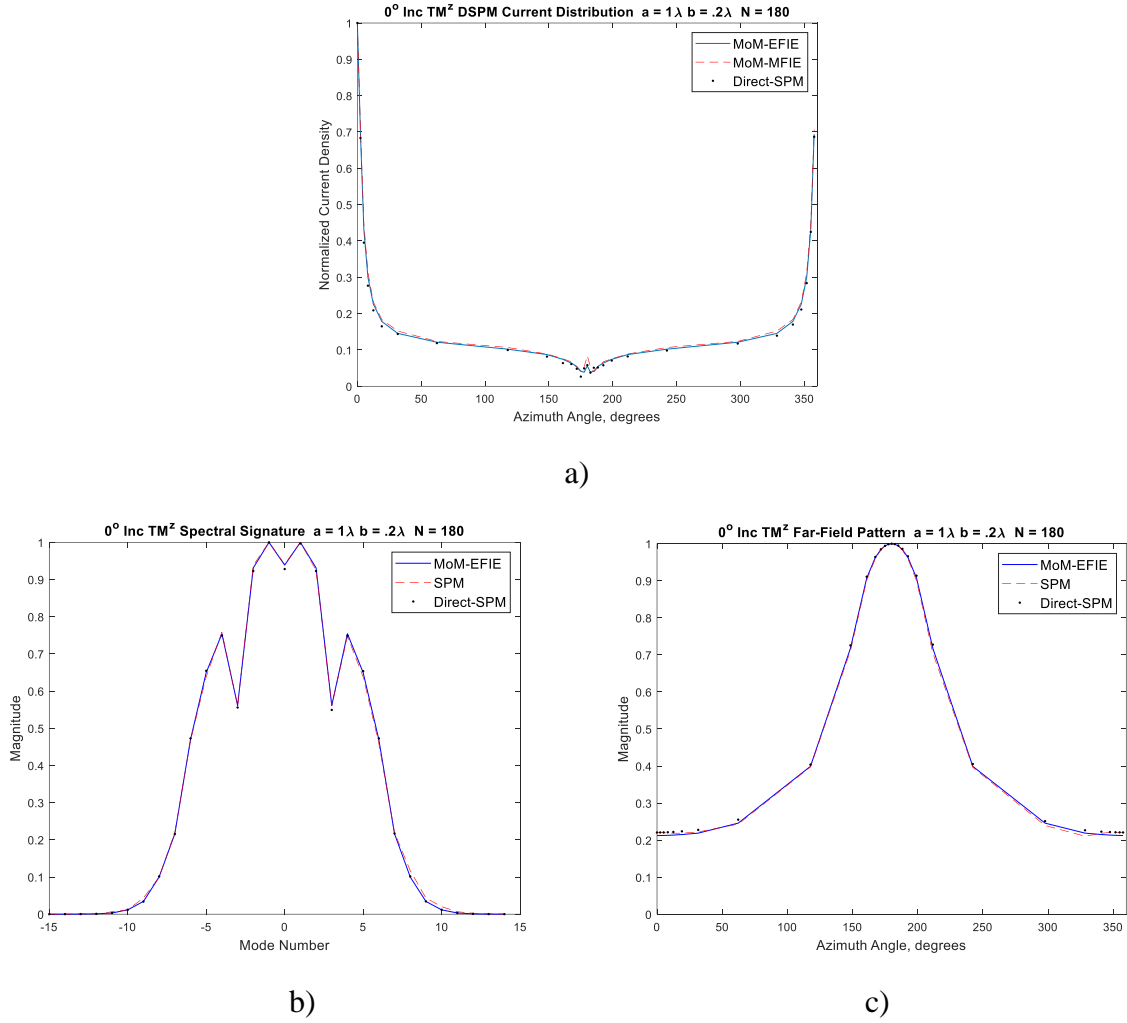 0° Inc TMᶻ DSPM Current Distribution a = 1λ b = .2λ N = 180
1
0.9
0.8
0.7
0.6
0.5
0.4
0.3
0.2
0.1
0
Normalized Current Density
MoM-EFIE
MoM-MFIE
Direct-SPM
0 50 100 150 200 250 300 350
Azimuth Angle, degrees
a)
0° Inc TMᶻ Spectral Signature a = 1λ b = .2λ N = 180
1
0.9
0.8
0.7
0.6
0.5
0.4
0.3
0.2
0.1
0
Magnitude
MoM-EFIE
SPM
Direct-SPM
-15 -10 -5 0 5 10 15
Mode Number
b)
0° Inc TMᶻ Far-Field Pattern a = 1λ b = .2λ N = 180
1
0.9
0.8
0.7
0.6
0.5
0.4
0.3
0.2
0.1
0
Magnitude
MoM-EFIE
SPM
Direct-SPM
0 50 100 150 200 250 300 350
Azimuth Angle, degrees
c)